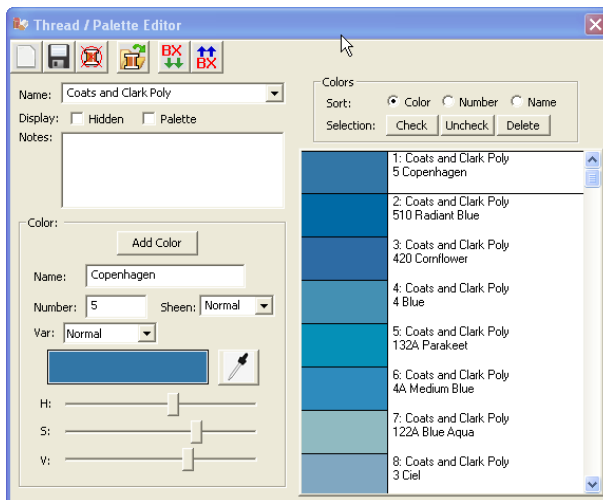 Thread / Palette Editor
BX
BX
Name: Coats and Clark Poly
Display: Hidden Palette
Notes:
Color:
Add Color
Name: Copenhagen
Number: 5 Sheen: Normal
Var: Normal
H:
S:
V:
Colors
Sort: Color Number Name
Selection: Check Uncheck Delete
1: Coats and Clark Poly
5 Copenhagen
2: Coats and Clark Poly
510 Radiant Blue
3: Coats and Clark Poly
420 Cornflower
4: Coats and Clark Poly
4 Blue
5: Coats and Clark Poly
132A Parakeet
6: Coats and Clark Poly
4A Medium Blue
7: Coats and Clark Poly
122A Blue Aqua
8: Coats and Clark Poly
3 Ciel